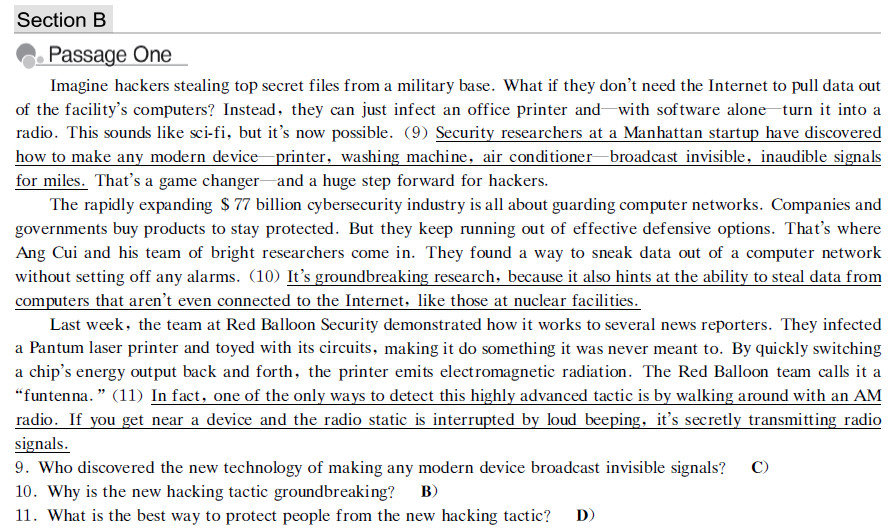 Section B
Passage One
Imagine hackers stealing top secret files from a military base. What if they don't need the Internet to pull data out
of the facility's computers? Instead, they can just infect an office printer and—with software alone—turn it into a
radio. This sounds like sci-fi, but it's now possible. (9) Security researchers at a Manhattan startup have discovered
how to make any modern device—printer, washing machine, air conditioner—broadcast invisible, inaudible signals
for miles. That's a game changer—and a huge step forward for hackers.
The rapidly expanding $77 billion cybersecurity industry is all about guarding computer networks. Companies and
governments buy products to stay protected. But they keep running out of effective defensive options. That's where
Ang Cui and his team of bright researchers come in. They found a way to sneak data out of a computer network
without setting off any alarms. (10) It's groundbreaking research, because it also hints at the ability to steal data from
computers that aren't even connected to the Internet, like those at nuclear facilities.
Last week, the team at Red Balloon Security demonstrated how it works to several news reporters. They infected
a Pantum laser printer and toyed with its circuits, making it do something it was never meant to. By quickly switching
a chip's energy output back and forth, the printer emits electromagnetic radiation. The Red Balloon team calls it a
"funtenna." (11) In fact, one of the only ways to detect this highly advanced tactic is by walking around with an AM
radio. If you get near a device and the radio static is interrupted by loud beeping, it's secretly transmitting radio
signals.
9. Who discovered the new technology of making any modern device broadcast invisible signals? C)
10. Why is the new hacking tactic groundbreaking? B)
11. What is the best way to protect people from the new hacking tactic? D)